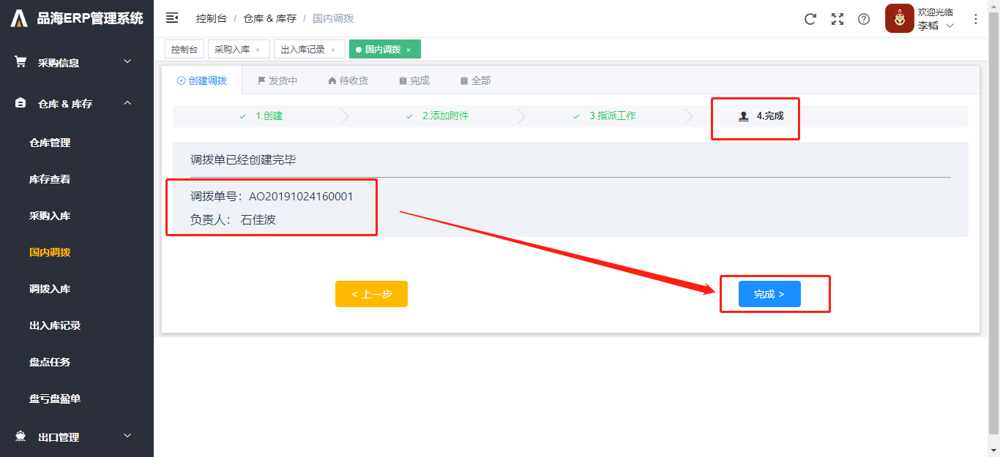 品海ERP管理系统
控制台 / 仓库 & 库存 / 国内调拨
欢迎光临
李韬
控制台
采购入库 ×
出入库记录 ×
国内调拨 ×
采购信息
仓库 & 库存
仓库管理
库存查看
采购入库
国内调拨
调拨入库
出入库记录
盘点任务
盘亏盘盈单
出口管理
创建调拨
发货中
待收货
完成
全部
1.创建
2.添加附件
3.指派工作
4.完成
调拨单已经创建完毕
调拨单号：AO20191024160001
负责人： 石佳波
< 上一步
完成 >